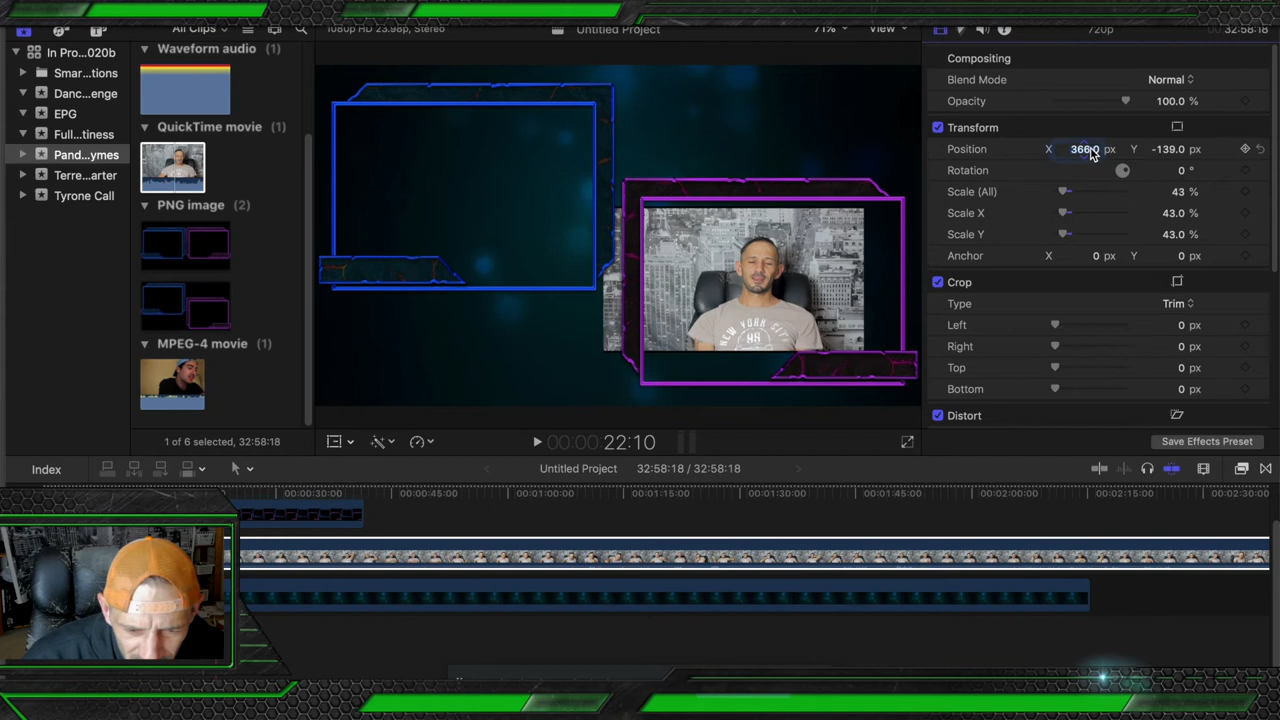 All Clips
1080p HD 23.98p, Stereo
Untitled Project
71%
View
720p
32:58:18
In Pro...020b
Smar...tions
Danc...enge
EPG
Full...tiness
Pand...ymes
Terre...arter
Tyrone Call
Waveform audio (1)
QuickTime movie (1)
PNG image (2)
MPEG-4 movie (1)
1 of 6 selected, 32:58:18
NEW YORK CITY
00:00:22:10
Compositing
Blend Mode Normal
Opacity 100.0 %
Transform
Position X 366.0 px Y -139.0 px
Rotation 0 °
Scale (All) 43 %
Scale X 43.0 %
Scale Y 43.0 %
Anchor X 0 px Y 0 px
Crop
Type Trim
Left 0 px
Right 0 px
Top 0 px
Bottom 0 px
Distort
Save Effects Preset
Index
Untitled Project 32:58:18 / 32:58:18
00:00:30:00 00:00:45:00 00:01:00:00 00:01:15:00 00:01:30:00 00:01:45:00 00:02:00:00 00:02:15:00 00:02:30:00